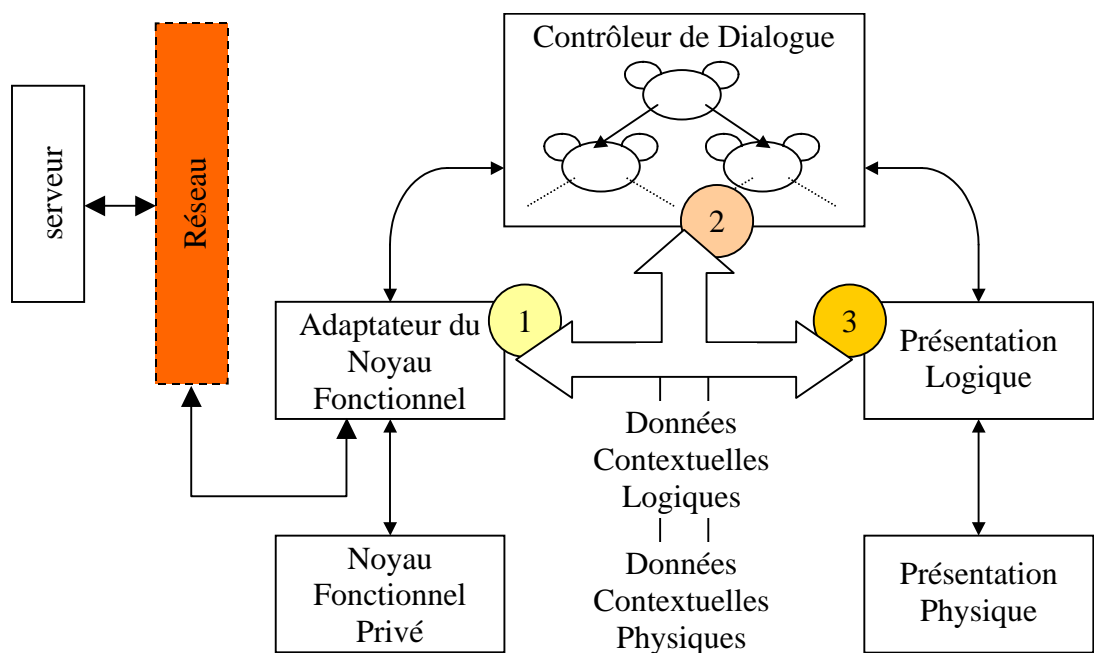 Contrôleur de Dialogue
serveur
Réseau
2
1
3
Adaptateur du
Noyau
Fonctionnel
Présentation
Logique
Données
Contextuelles
Logiques
Noyau
Fonctionnel
Privé
Données
Contextuelles
Physiques
Présentation
Physique